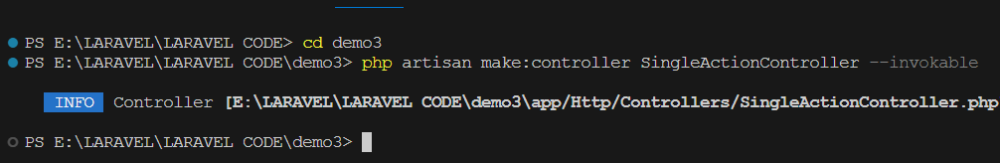 PS E:\LARAVEL\LARAVEL CODE> cd demo3
PS E:\LARAVEL\LARAVEL CODE\demo3> php artisan make:controller SingleActionController --invokable
INFO Controller [E:\LARAVEL\LARAVEL CODE\demo3\app/Http/Controllers/SingleActionController.php
PS E:\LARAVEL\LARAVEL CODE\demo3>